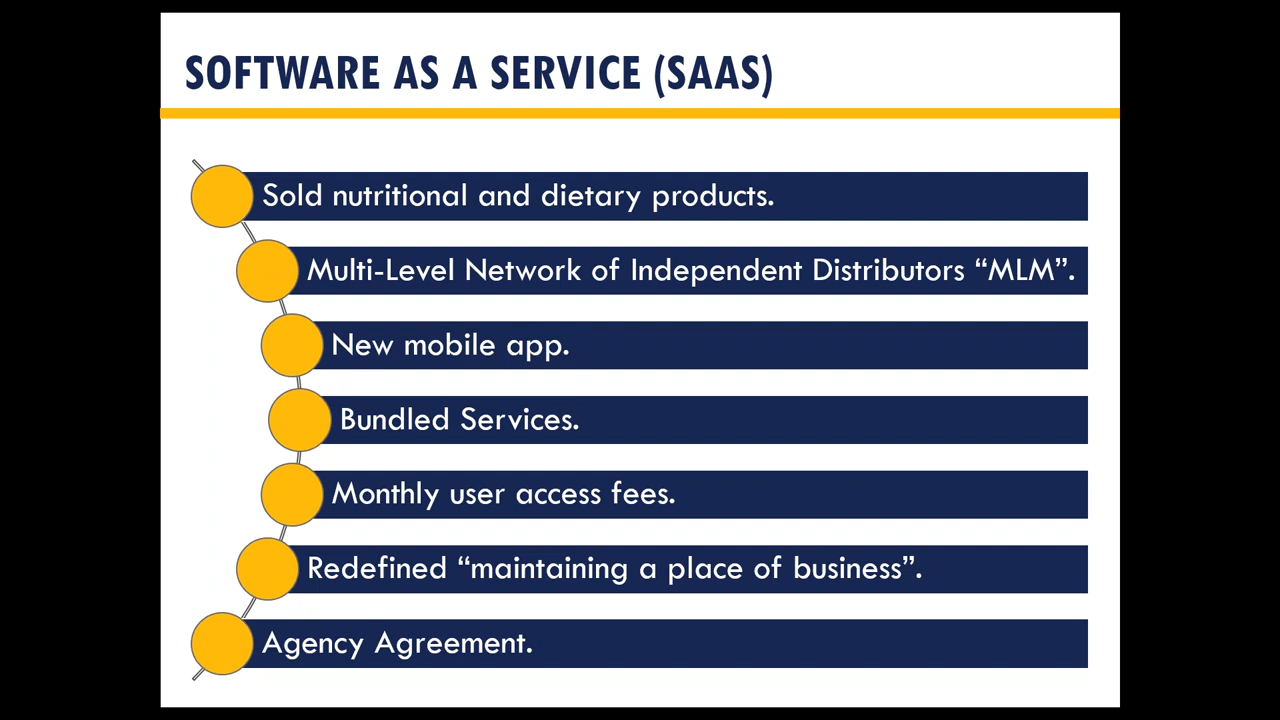 SOFTWARE AS A SERVICE (SAAS)
Sold nutritional and dietary products.
Multi-Level Network of Independent Distributors “MLM”.
New mobile app.
Bundled Services.
Monthly user access fees.
Redefined “maintaining a place of business”.
Agency Agreement.